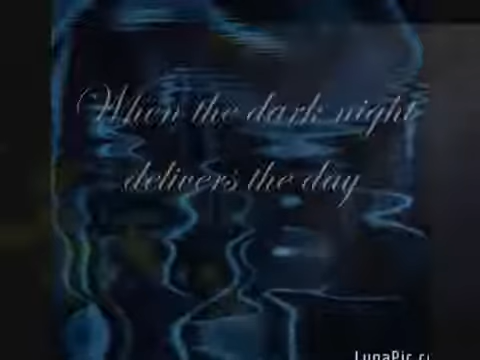 When the dark night
delivers the day
LunaPic.c